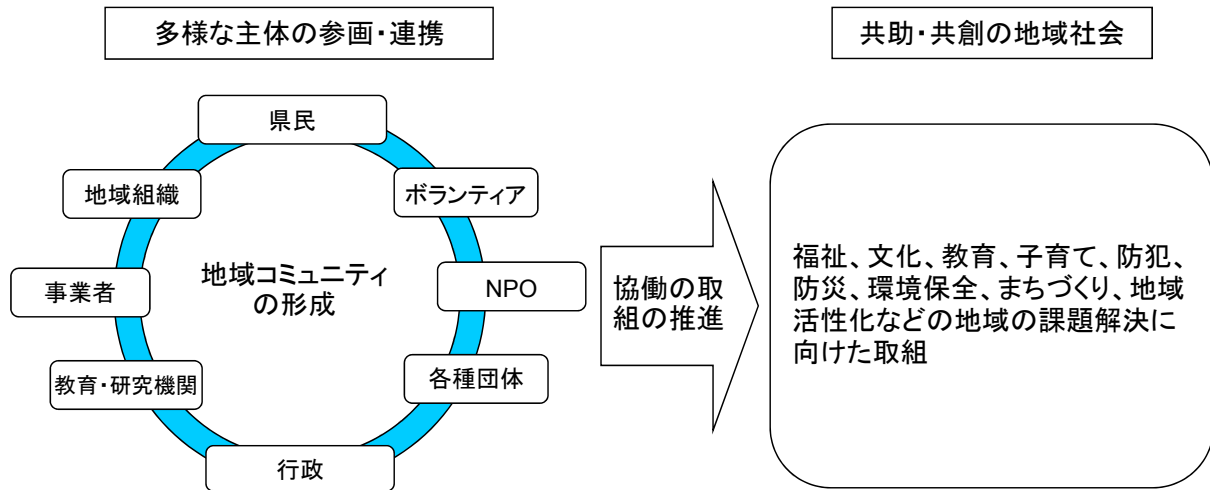 多様な主体の参画・連携
共助・共創の地域社会
県民
地域組織
ボランティア
事業者
地域コミュニティ
の形成
NPO
教育・研究機関
各種団体
行政
協働の取
組の推進
福祉、文化、教育、子育て、防犯、
防災、環境保全、まちづくり、地域
活性化などの地域の課題解決に
向けた取組